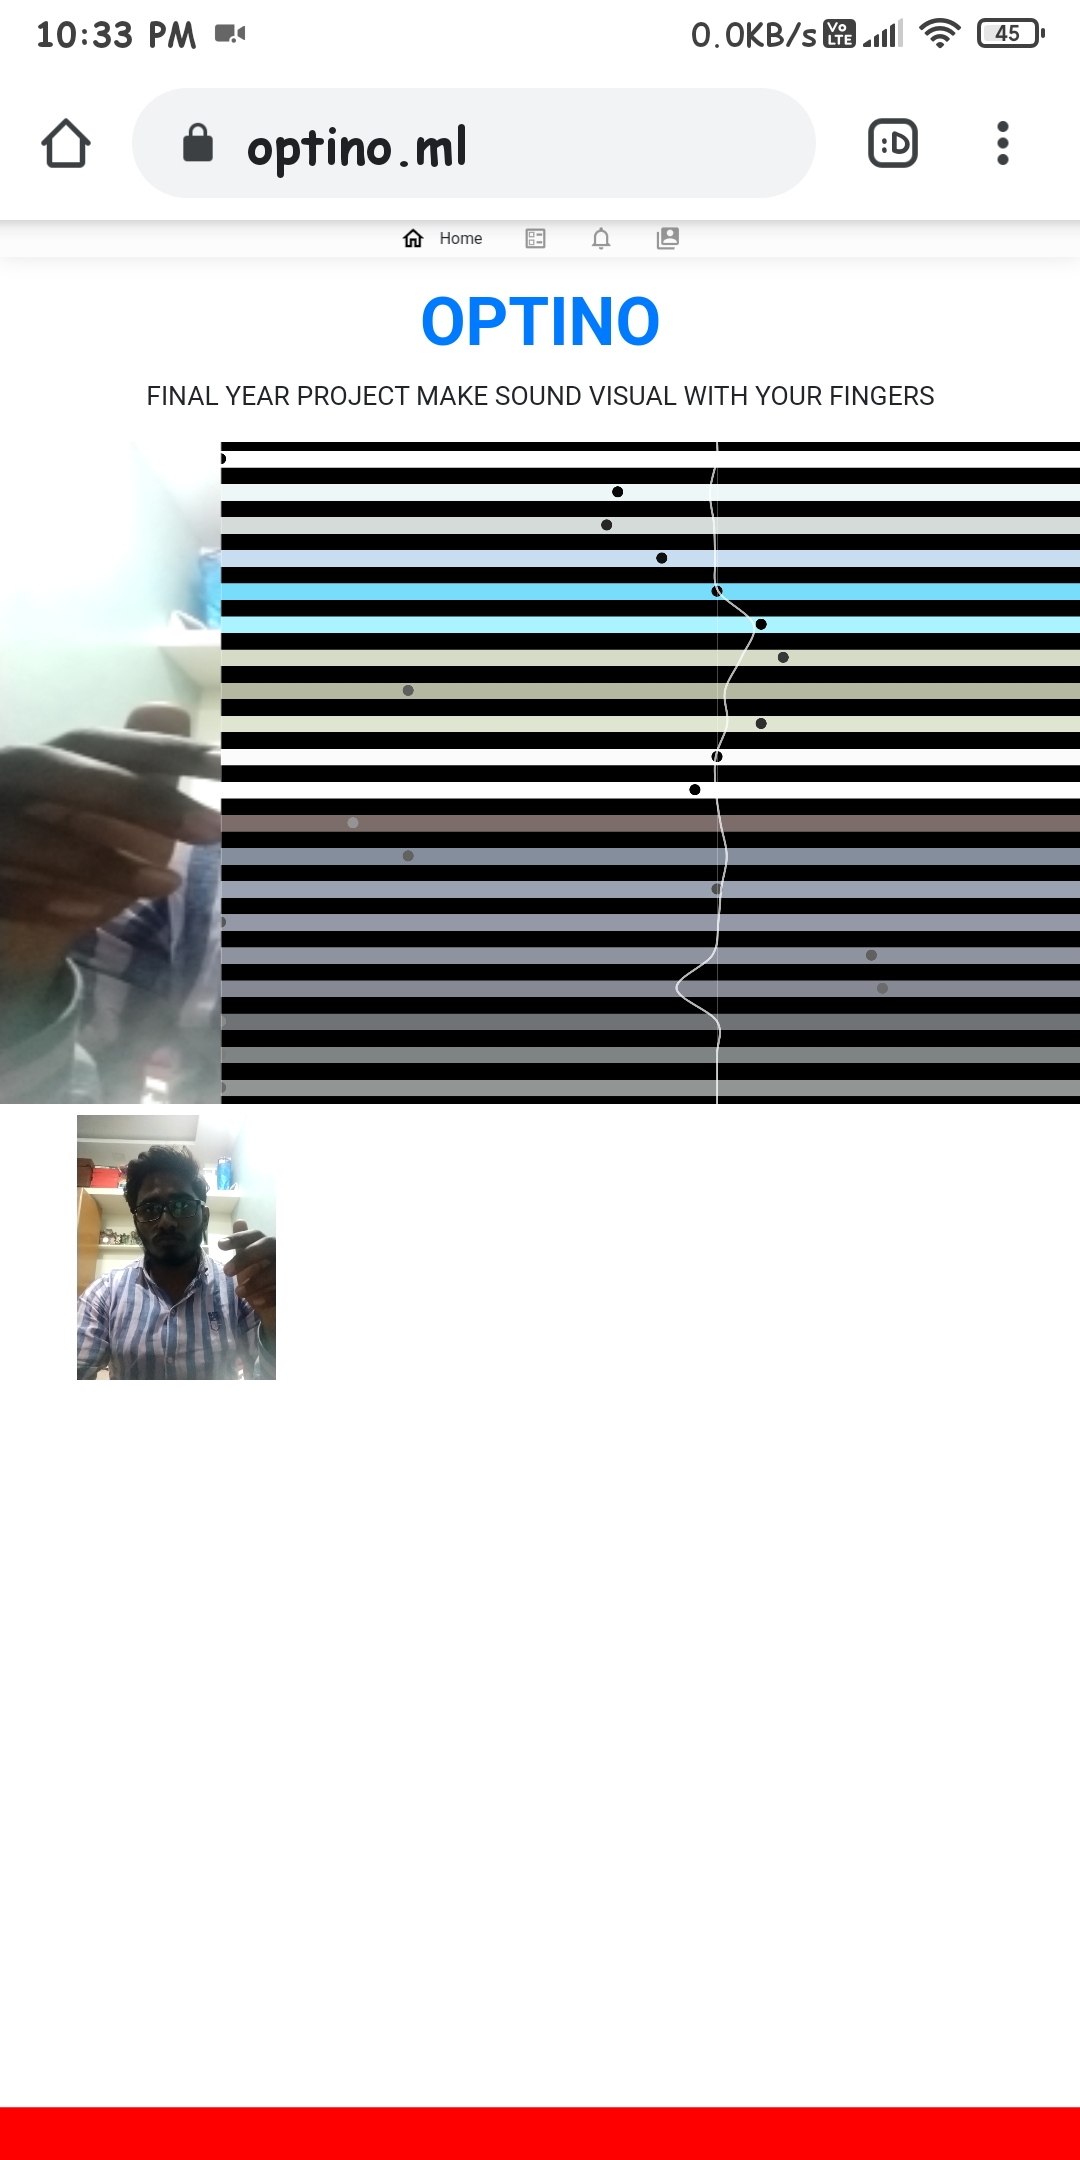 10:33 PM 0.0KB/s Vo LTE 45
optino.ml :D
Home
OPTINO
FINAL YEAR PROJECT MAKE SOUND VISUAL WITH YOUR FINGERS